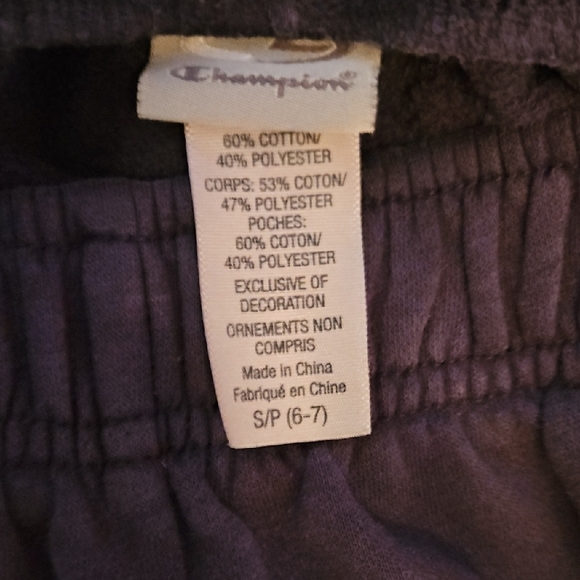 Champion®
60% COTTON/
40% POLYESTER
CORPS: 53% COTON/
47% POLYESTER
POCHES:
60% COTON/
40% POLYESTER
EXCLUSIVE OF
DECORATION
ORNEMENTS NON
COMPRIS
Made in China
Fabriqué en Chine
S/P (6-7)